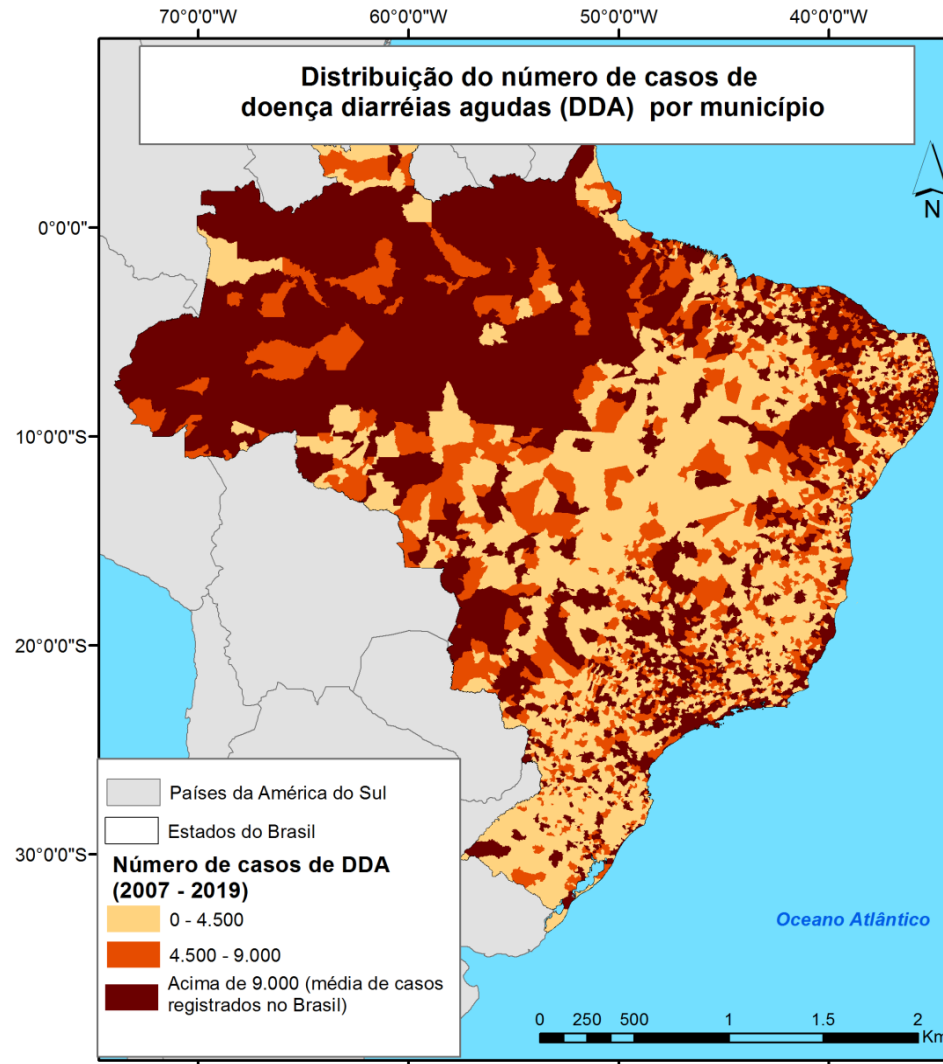 70°0'0"W 60°0'0"W 50°0'0"W 40°0'0"W
Distribuição do número de casos de
doença diarréias agudas (DDA) por município
N
0°0'0"
10°0'0"S
20°0'0"S
30°0'0"S
Países da América do Sul
Estados do Brasil
Número de casos de DDA
(2007 - 2019)
0 - 4.500
4.500 - 9.000
Acima de 9.000 (média de casos
registrados no Brasil)
Oceano Atlântico
0 250 500 1 1.5 2
Km